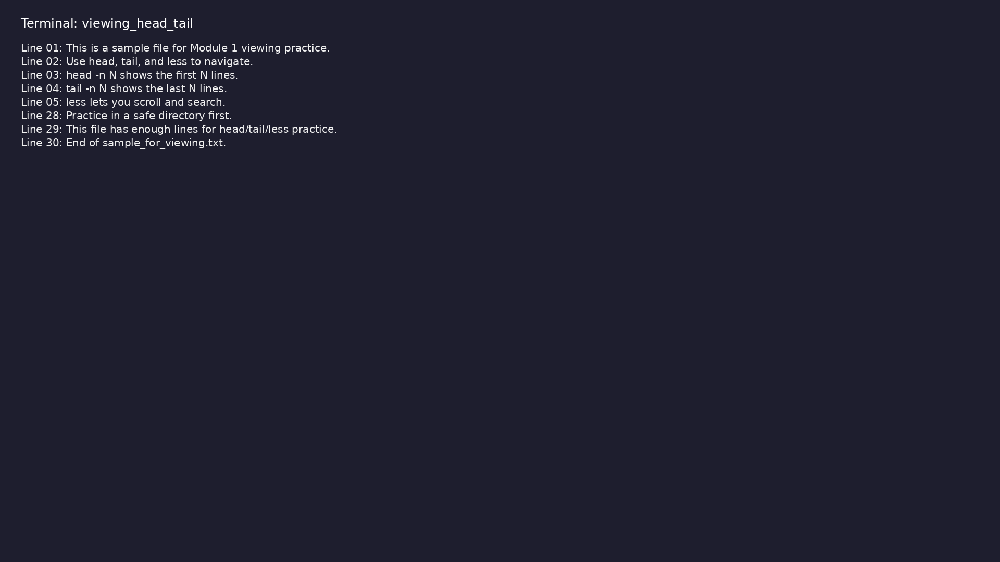 Terminal: viewing_head_tail
Line 01: This is a sample file for Module 1 viewing practice.
Line 02: Use head, tail, and less to navigate.
Line 03: head -n N shows the first N lines.
Line 04: tail -n N shows the last N lines.
Line 05: less lets you scroll and search.
Line 28: Practice in a safe directory first.
Line 29: This file has enough lines for head/tail/less practice.
Line 30: End of sample_for_viewing.txt.